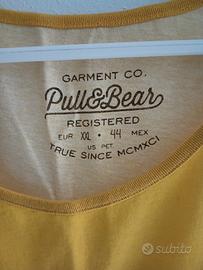 GARMENT CO.
Pull&Bear
REGISTERED
EUR XXL • 44 MEX
US PET.
TRUE SINCE MCMXCI
subito